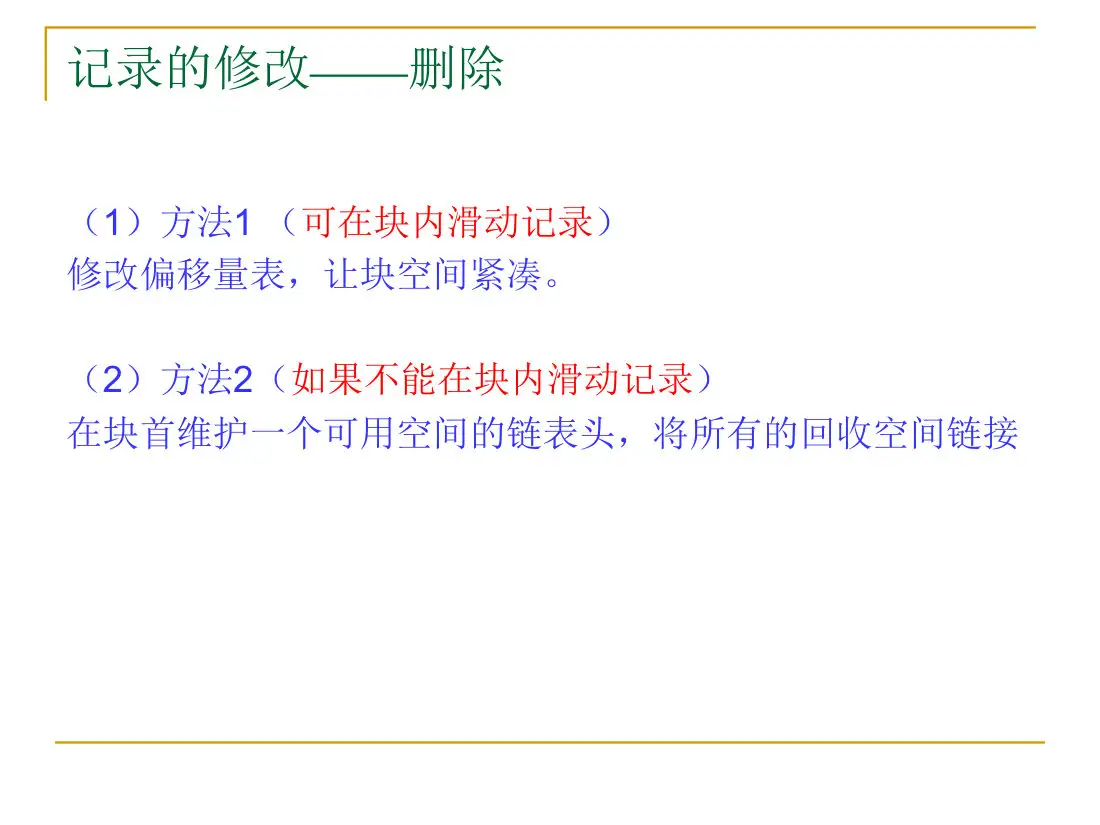 记录的修改——删除
（1）方法1 （可在块内滑动记录）
修改偏移量表，让块空间紧凑。
（2）方法2（如果不能在块内滑动记录）
在块首维护一个可用空间的链表头，将所有的回收空间链接